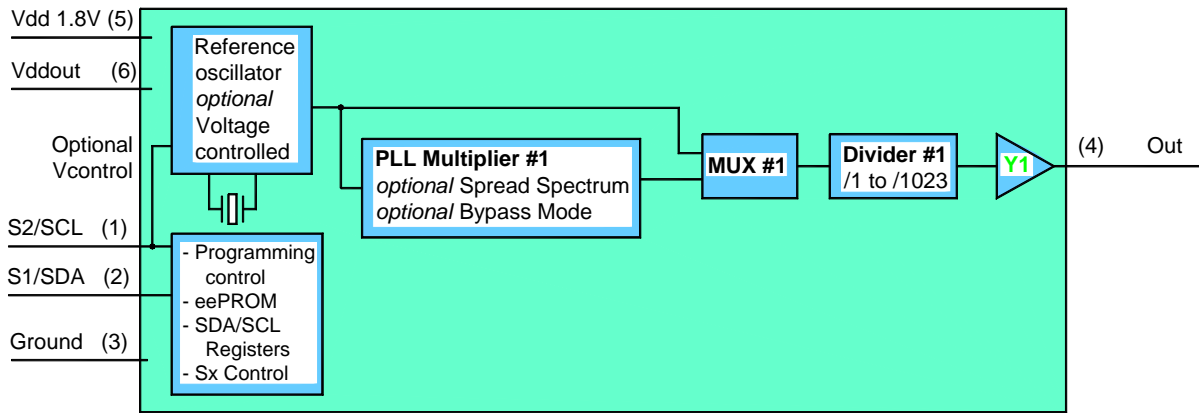 Vdd 1.8V (5)
Vddout (6)
Optional
Vcontrol
S2/SCL (1)
S1/SDA (2)
Ground (3)
Reference
oscillator
optional
Voltage
controlled
- Programming
control
- eePROM
- SDA/SCL
Registers
- Sx Control
PLL Multiplier #1
optional Spread Spectrum
optional Bypass Mode
MUX #1
Divider #1
/1 to /1023
Y1
(4) Out